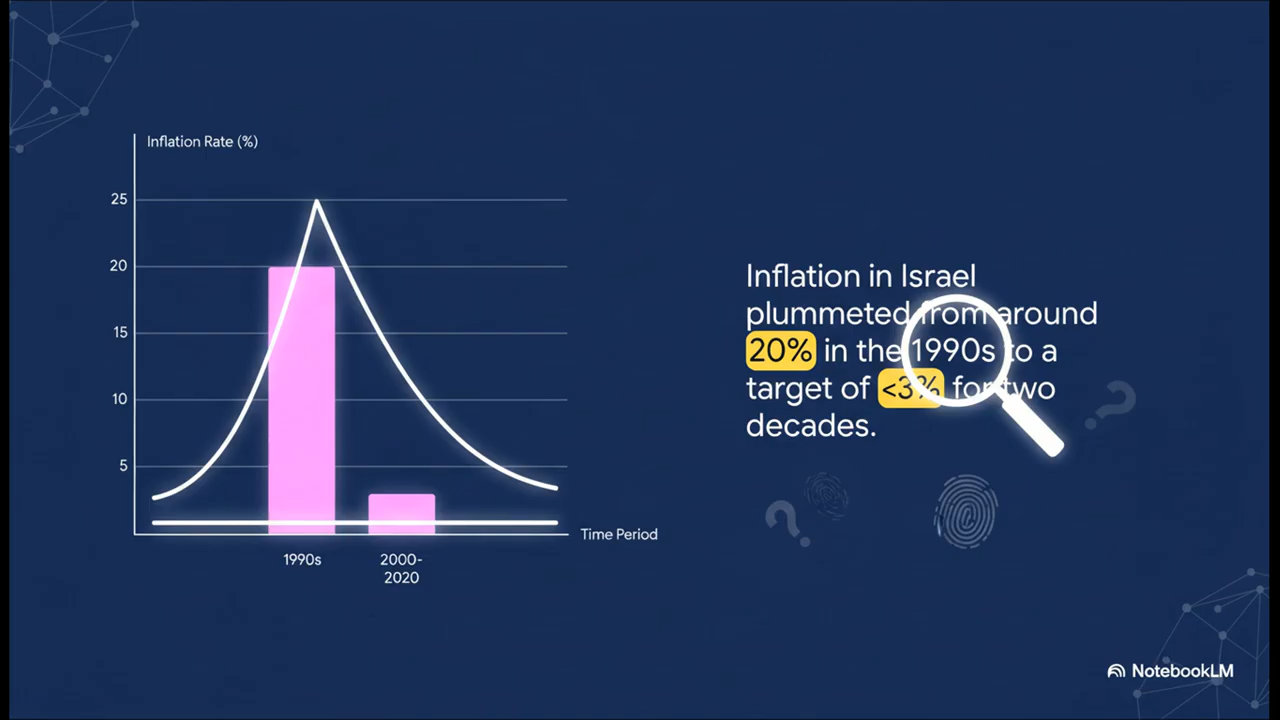 Inflation Rate (%)
25
20
15
10
5
1990s
2000-
2020
Time Period
Inflation in Israel
plummeted from around
20% in the 1990s to a
target of <3% for two
decades.
NotebookLM